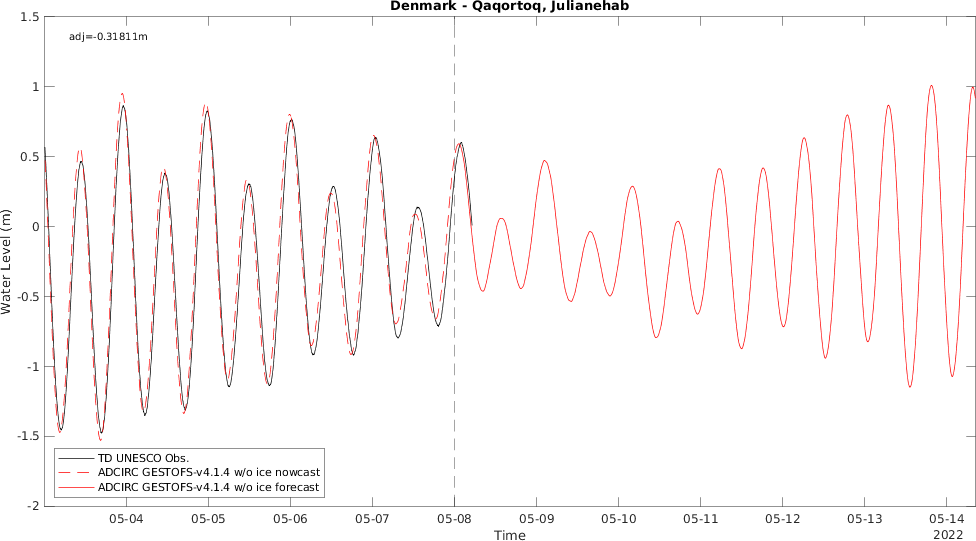 Denmark - Qaqortoq, Julianehab
adj=-0.31811m
1.5
1
0.5
0
-0.5
-1
-1.5
-2
Water Level (m)
TD UNESCO Obs.
ADCIRC GESTOFS-v4.1.4 w/o ice nowcast
ADCIRC GESTOFS-v4.1.4 w/o ice forecast
05-04 05-05 05-06 05-07 05-08 05-09 05-10 05-11 05-12 05-13 05-14
2022
Time